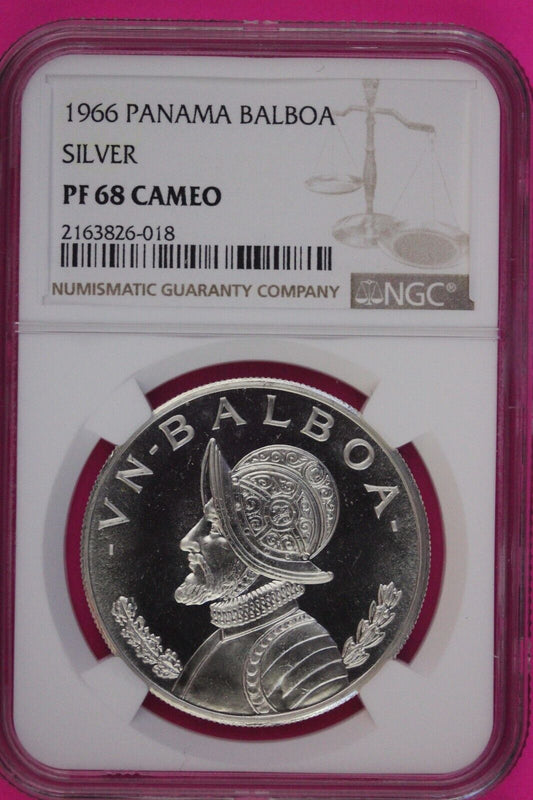 1966 PANAMA BALBOA
SILVER
PF 68 CAMEO
2163826-018
NUMISMATIC GUARANTY COMPANY NGC®
-VN-BALBOA-